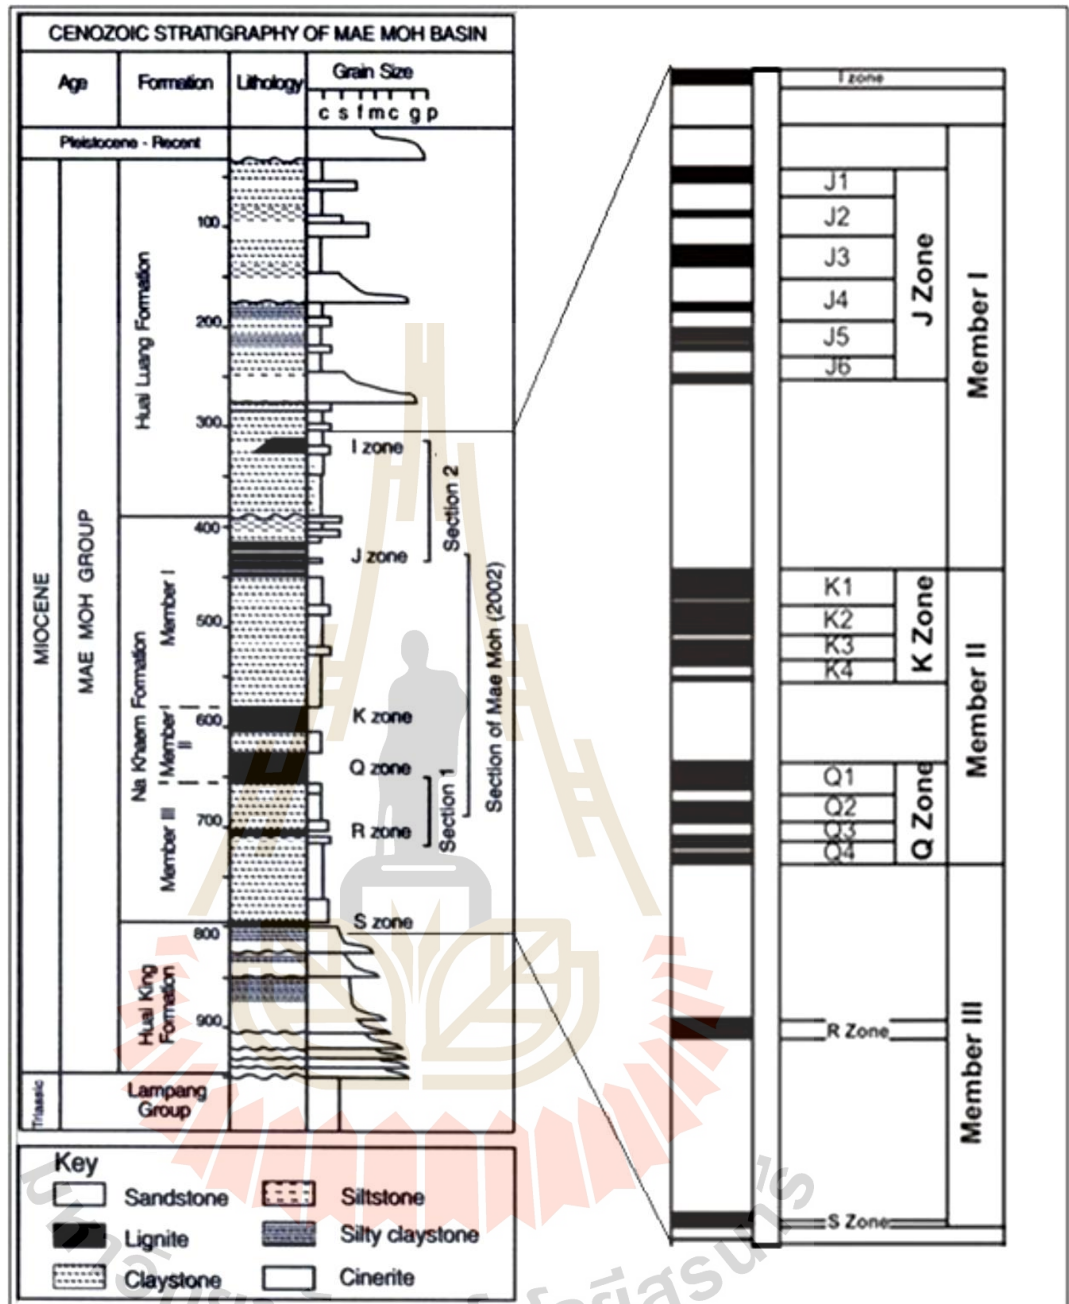 CENOZOIC STRATIGRAPHY OF MAE MOH BASIN
Age
Formation
Lithology
Grain Size
c s f m c g p
Pleistocene - Recent
MIOCENE
MAE MOH GROUP
Huai Luang Formation
Na Khaem Formation
Member I
Member II
Member III
Huai King Formation
Triassic
Lampang Group
100
200
300
400
500
600
700
800
900
I zone
J zone
K zone
Q zone
R zone
S zone
Section 2
Section 1
Section of Mae Moh (2002)
I zone
J1
J2
J3
J4
J5
J6
J Zone
Member I
K1
K2
K3
K4
K Zone
Member II
Q1
Q2
Q3
Q4
Q Zone
R Zone
Member III
S Zone
Key
Sandstone
Siltstone
Lignite
Silty claystone
Claystone
Cinerite